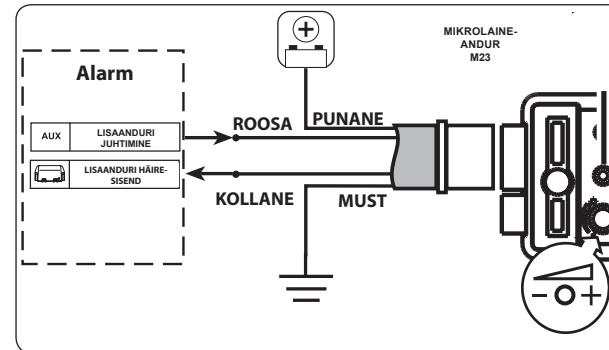 MIKROLAINE-
ANDUR
M23
Alarm
AUX
LISAANDURI
JUHTIMINE
ROOSA
PUNANE
LISAANDURI HÄIRE-
SISEND
KOLLANE
MUST